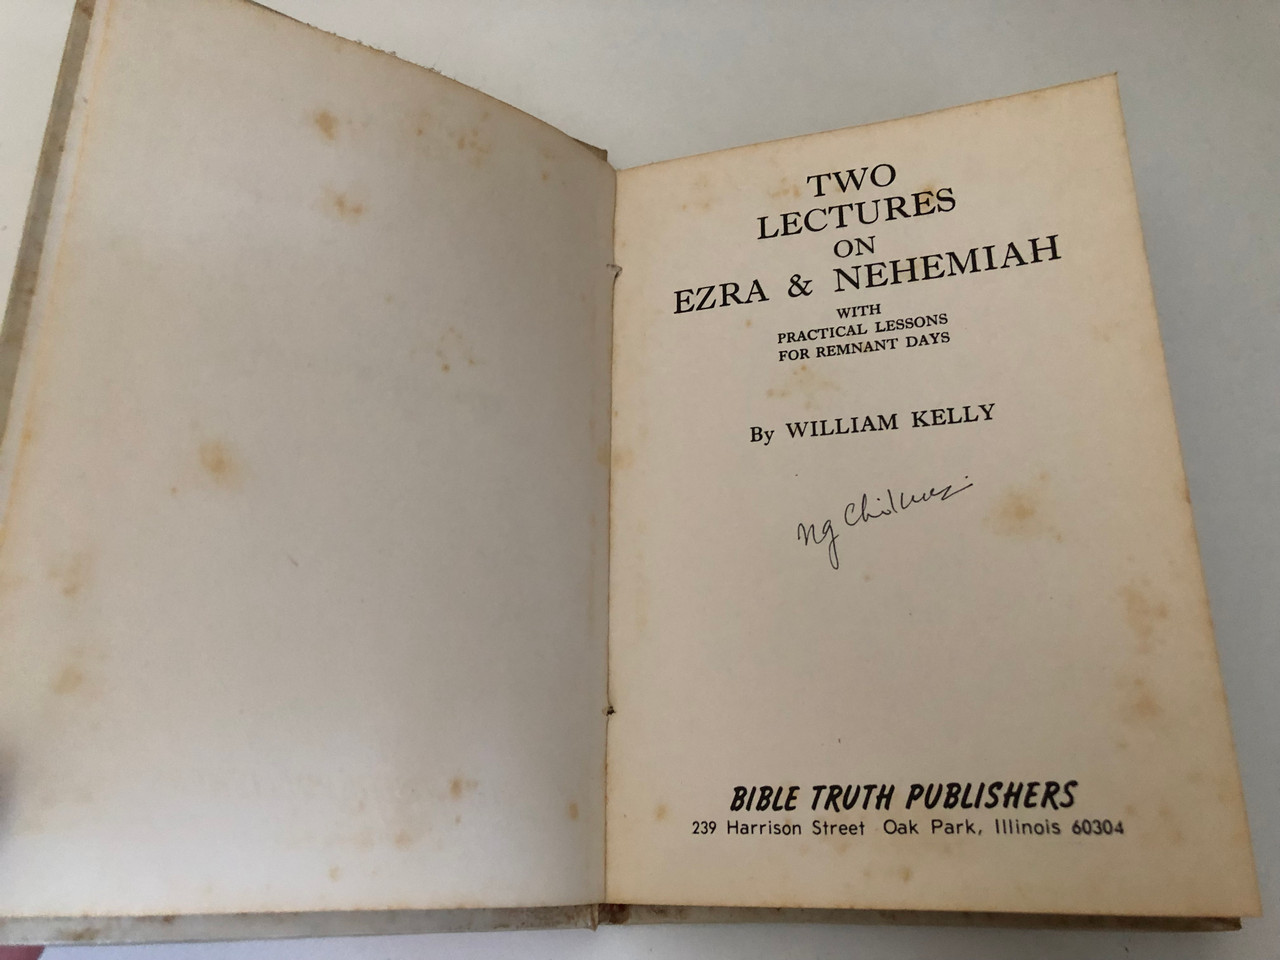 TWO
LECTURES
ON
EZRA & NEHEMIAH
WITH
PRACTICAL LESSONS
FOR REMNANT DAYS
By WILLIAM KELLY
Ng
BIBLE TRUTH PUBLISHERS
239 Harrison Street Oak Park, Illinois 60304